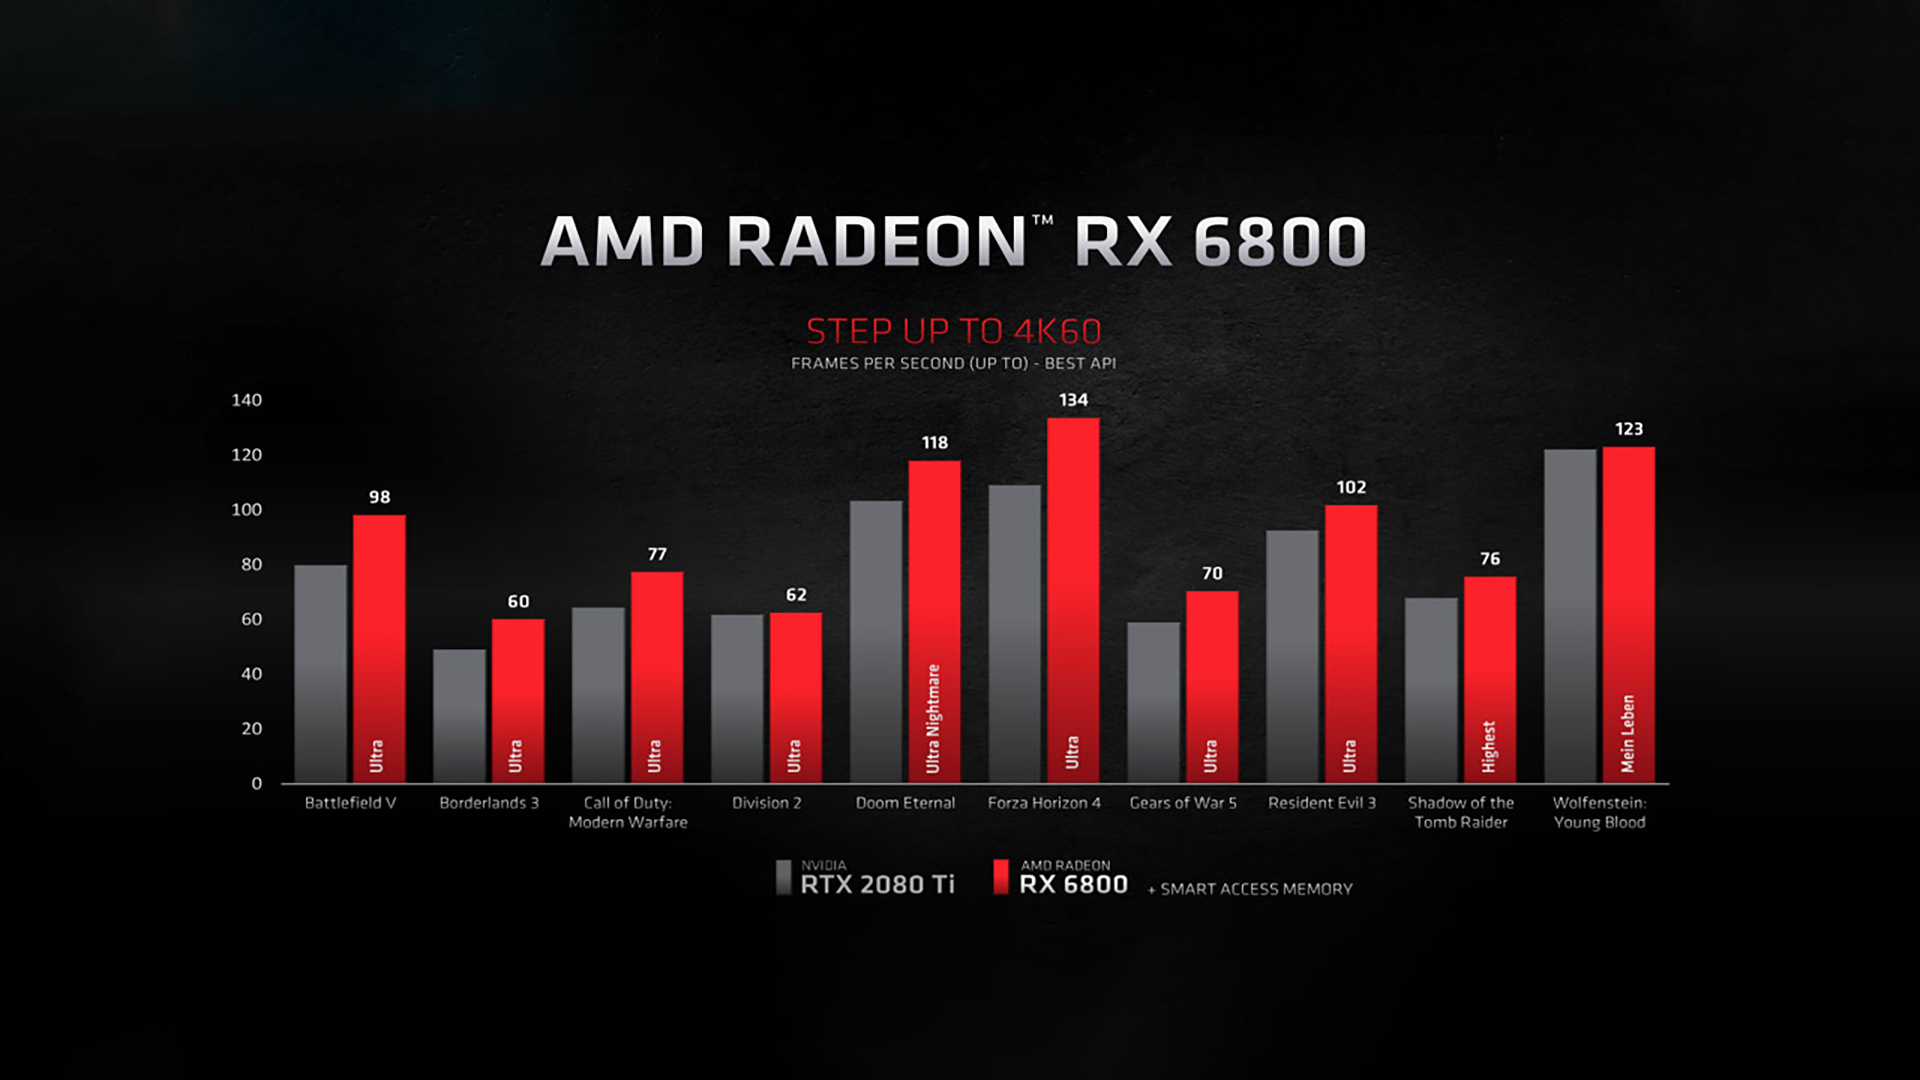 AMD RADEON™ RX 6800
STEP UP TO 4K60
FRAMES PER SECOND (UP TO) - BEST API
140
120
100
80
60
40
20
0
98
60
77
62
118
134
70
102
76
123
Ultra
Ultra
Ultra
Ultra
Ultra Nightmare
Ultra
Ultra
Ultra
Highest
Mein Leben
Battlefield V
Borderlands 3
Call of Duty:
Modern Warfare
Division 2
Doom Eternal
Forza Horizon 4
Gears of War 5
Resident Evil 3
Shadow of the
Tomb Raider
Wolfenstein:
Young Blood
NVIDIA
RTX 2080 Ti
AMD RADEON
RX 6800 + SMART ACCESS MEMORY